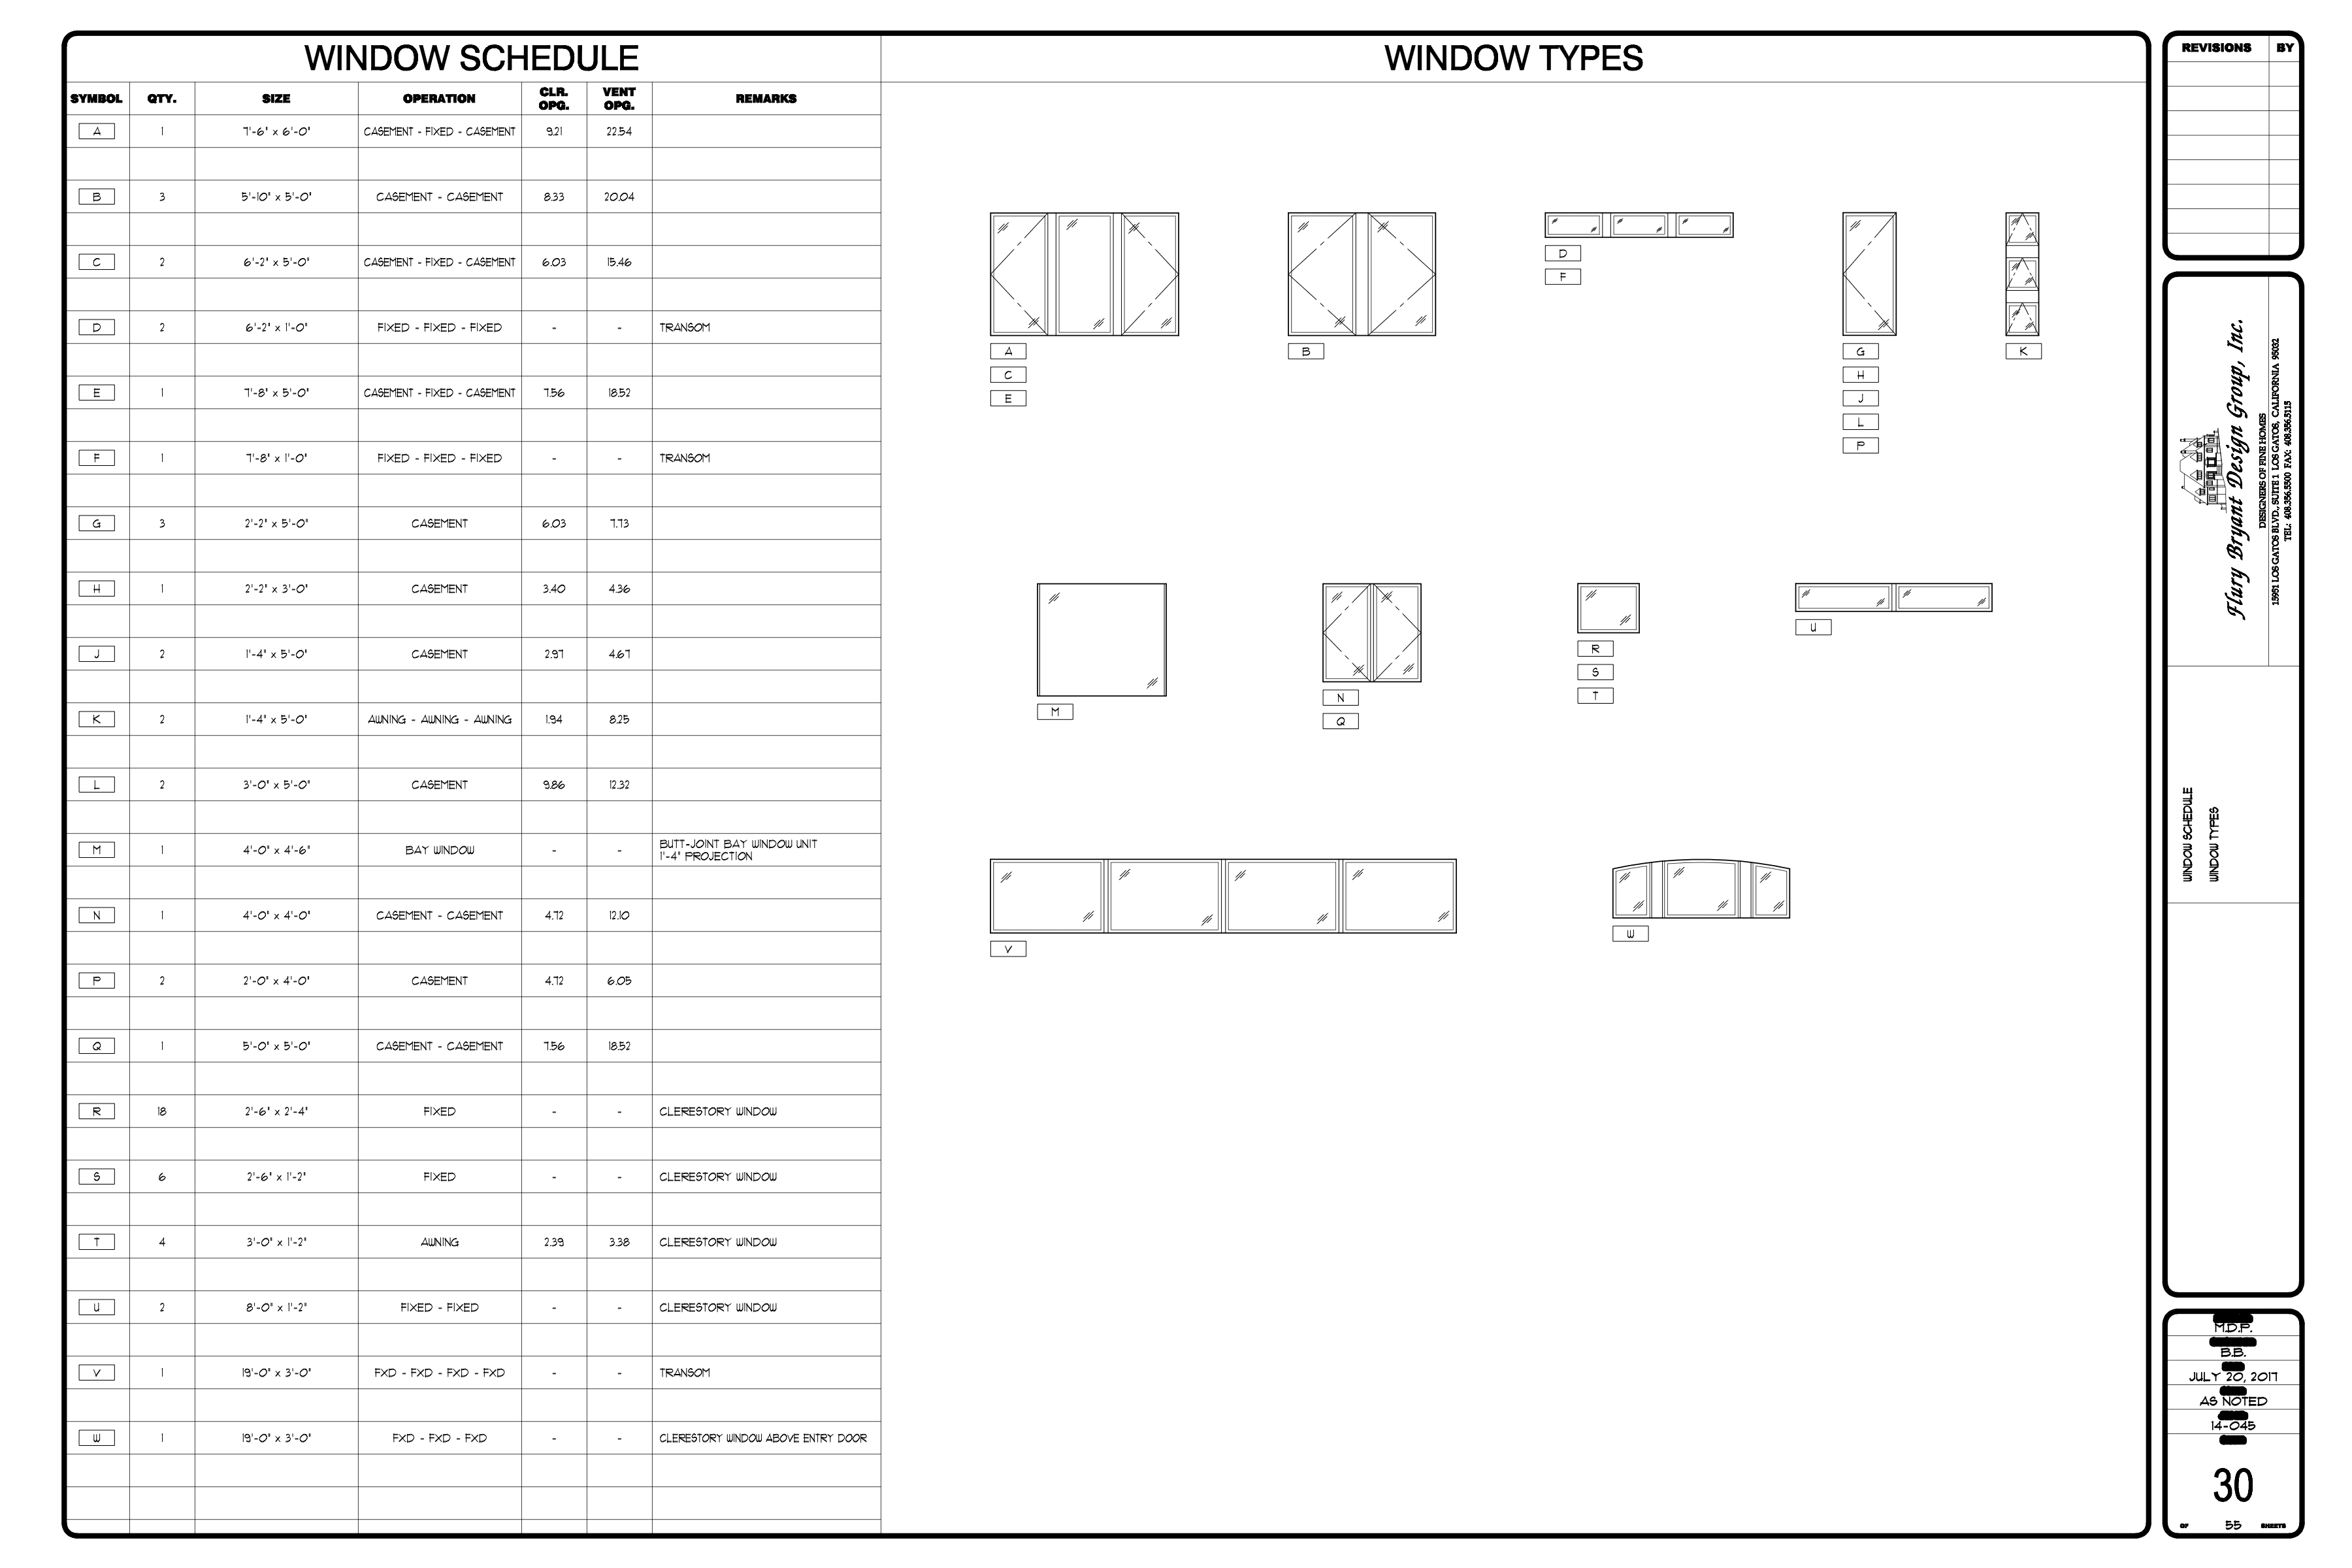 WINDOW SCHEDULE
SYMBOL QTY. SIZE OPERATION CLR. OPG. VENT OPG. REMARKS
A 1 7'-6" x 6'-0" CASEMENT - FIXED - CASEMENT 9.21 22.54
B 3 5'-10" x 5'-0" CASEMENT - CASEMENT 8.33 20.04
C 2 6'-2" x 5'-0" CASEMENT - FIXED - CASEMENT 6.03 15.46
D 2 6'-2" x 1'-0" FIXED - FIXED - FIXED - - TRANSOM
E 1 7'-8" x 5'-0" CASEMENT - FIXED - CASEMENT 7.56 18.52
F 1 7'-8" x 1'-0" FIXED - FIXED - FIXED - - TRANSOM
G 3 2'-2" x 5'-0" CASEMENT 6.03 7.73
H 1 2'-2" x 3'-0" CASEMENT 3.40 4.36
J 2 1'-4" x 5'-0" CASEMENT 2.97 4.67
K 2 1'-4" x 5'-0" AWNING - AWNING - AWNING 1.94 8.25
L 2 3'-0" x 5'-0" CASEMENT 9.86 12.32
M 1 4'-0" x 4'-6" BAY WINDOW - - BUTT-JOINT BAY WINDOW UNIT
1'-4" PROJECTION
N 1 4'-0" x 4'-0" CASEMENT - CASEMENT 4.72 12.10
P 2 2'-0" x 4'-0" CASEMENT 4.72 6.05
Q 1 5'-0" x 5'-0" CASEMENT - CASEMENT 7.56 18.52
R 18 2'-6" x 2'-4" FIXED - - CLERESTORY WINDOW
S 6 2'-6" x 1'-2" FIXED - - CLERESTORY WINDOW
T 4 3'-0" x 1'-2" AWNING 2.39 3.38 CLERESTORY WINDOW
U 2 8'-0" x 1'-2" FIXED - FIXED - - CLERESTORY WINDOW
V 1 19'-0" x 3'-0" FXD - FXD - FXD - FXD - - TRANSOM
W 1 19'-0" x 3'-0" FXD - FXD - FXD - - CLERESTORY WINDOW ABOVE ENTRY DOOR
WINDOW TYPES
A
C
E
B
D
F
G
H
J
L
P
K
M
N
Q
R
S
T
U
V
W
REVISIONS BY
Flury Bryant Design Group, Inc.
DESIGNERS OF FINE HOMES
15951 LOS GATOS BLVD., SUITE 1 LOS GATOS, CALIFORNIA 95032
TEL: 408.356.5500 FAX: 408.356.5115
WINDOW SCHEDULE
WINDOW TYPES
M.D.P.
B.B.
JULY 20, 2017
AS NOTED
14-045
30
OF 55 SHEETS